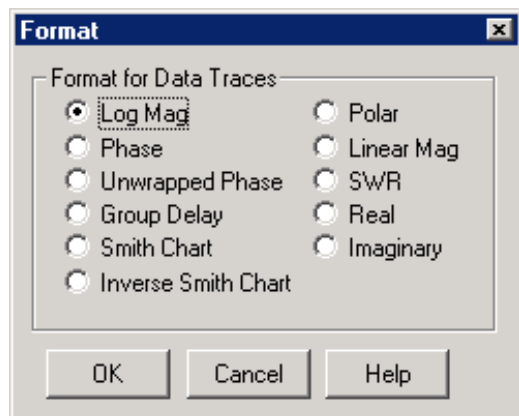 Format
Format for Data Traces
Log Mag
Phase
Unwrapped Phase
Group Delay
Smith Chart
Inverse Smith Chart
Polar
Linear Mag
SWR
Real
Imaginary
OK
Cancel
Help